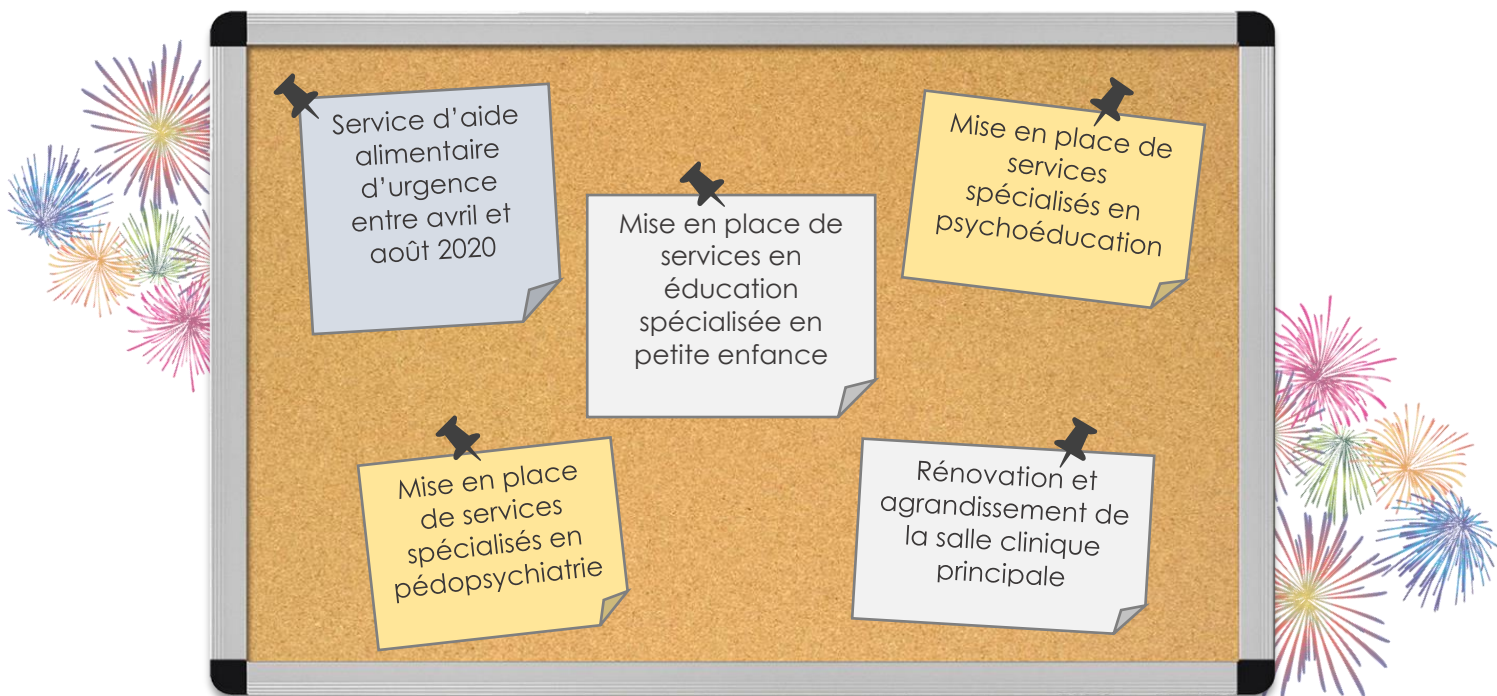 Service d’aide
alimentaire
d’urgence
entre avril et
août 2020
Mise en place de
services en
éducation
spécialisée en
petite enfance
Mise en place de
services
spécialisés en
psychoéducation
Mise en place
de services
spécialisés en
pédopsychiatrie
Rénovation et
agrandissement de
la salle clinique
principale